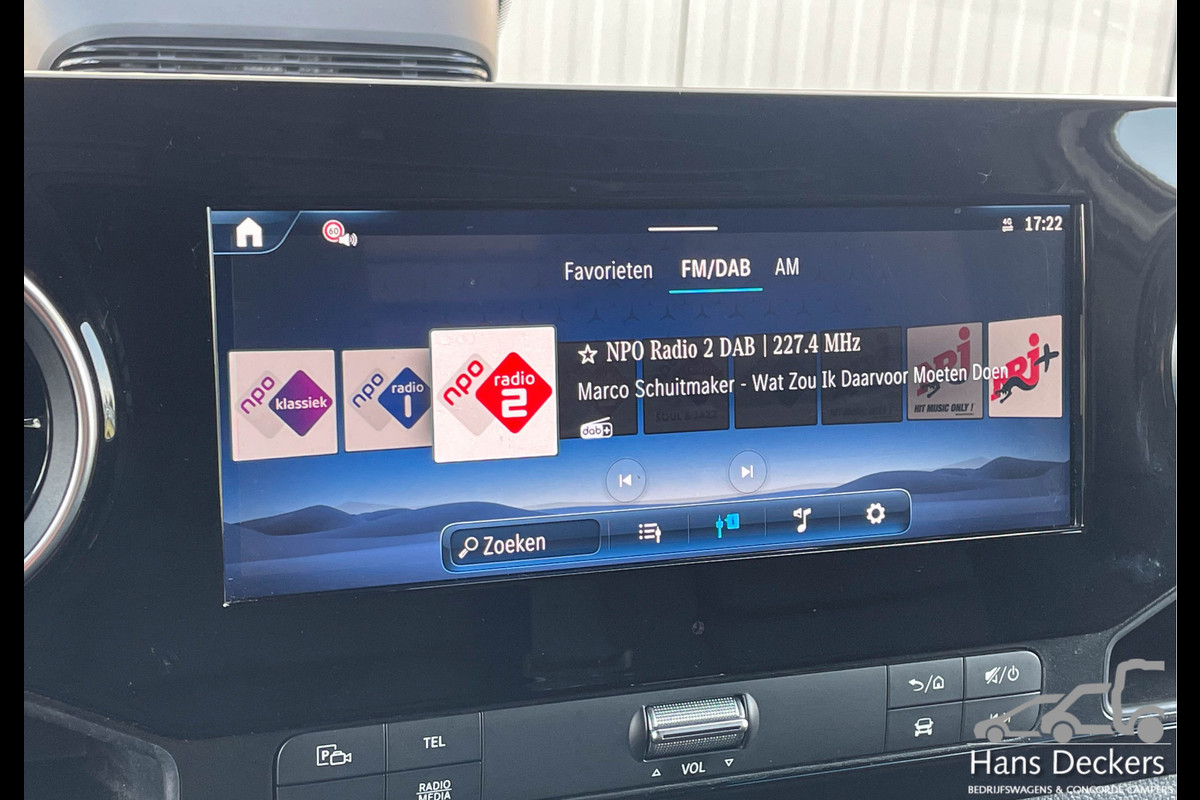 60
4G
17:22
Favorieten FM/DAB AM
npo klassiek
npo radio 1
npo radio 2
NPO Radio 2 DAB | 227.4 MHz
Marco Schuitmaker - Wat Zou Ik Daarvoor Moeten Doen
dab+
NRJ
HIT MUSIC ONLY !
NRJ+
Zoeken
P
TEL
RADIO
MEDIA
VOL
Hans Deckers
BEDRIJFSWAGENS & CONCORDE CAMPERS